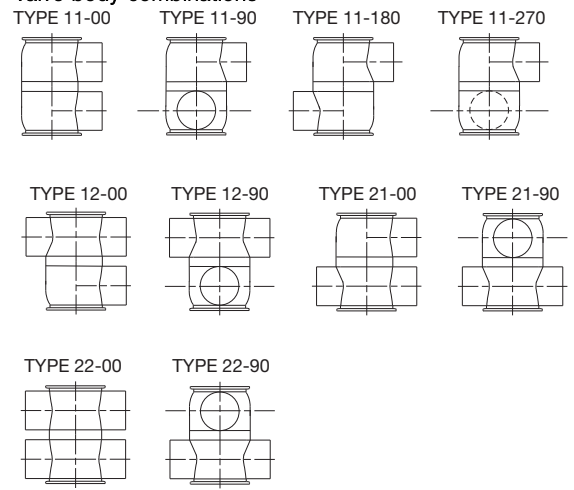 Valve body combinations
TYPE 11-00 TYPE 11-90 TYPE 11-180 TYPE 11-270
TYPE 12-00 TYPE 12-90 TYPE 21-00 TYPE 21-90
TYPE 22-00 TYPE 22-90